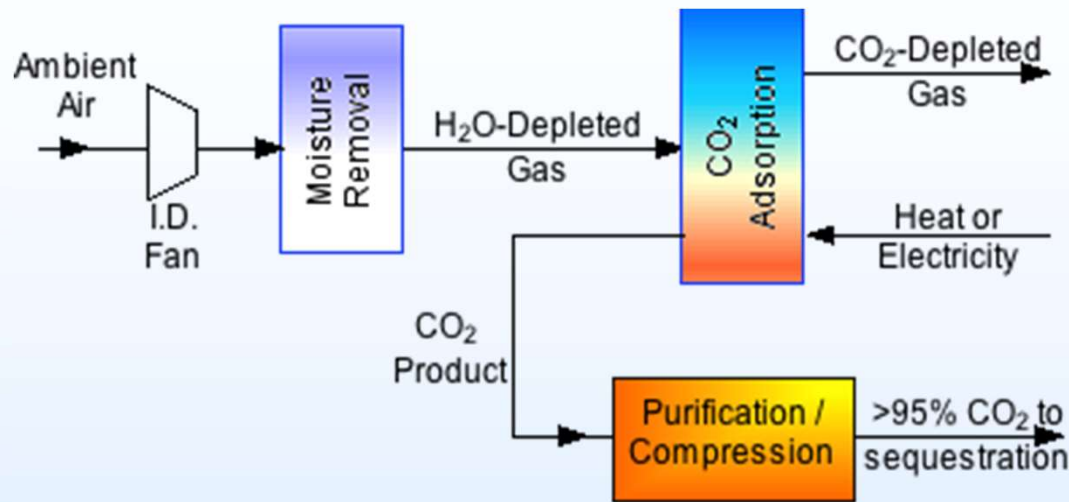 Ambient
Air
I.D.
Fan
Moisture
Removal
H₂O-Depleted
Gas
CO₂
Adsorption
CO₂-Depleted
Gas
Heat or
Electricity
CO₂
Product
Purification /
Compression
>95% CO₂ to
sequestration